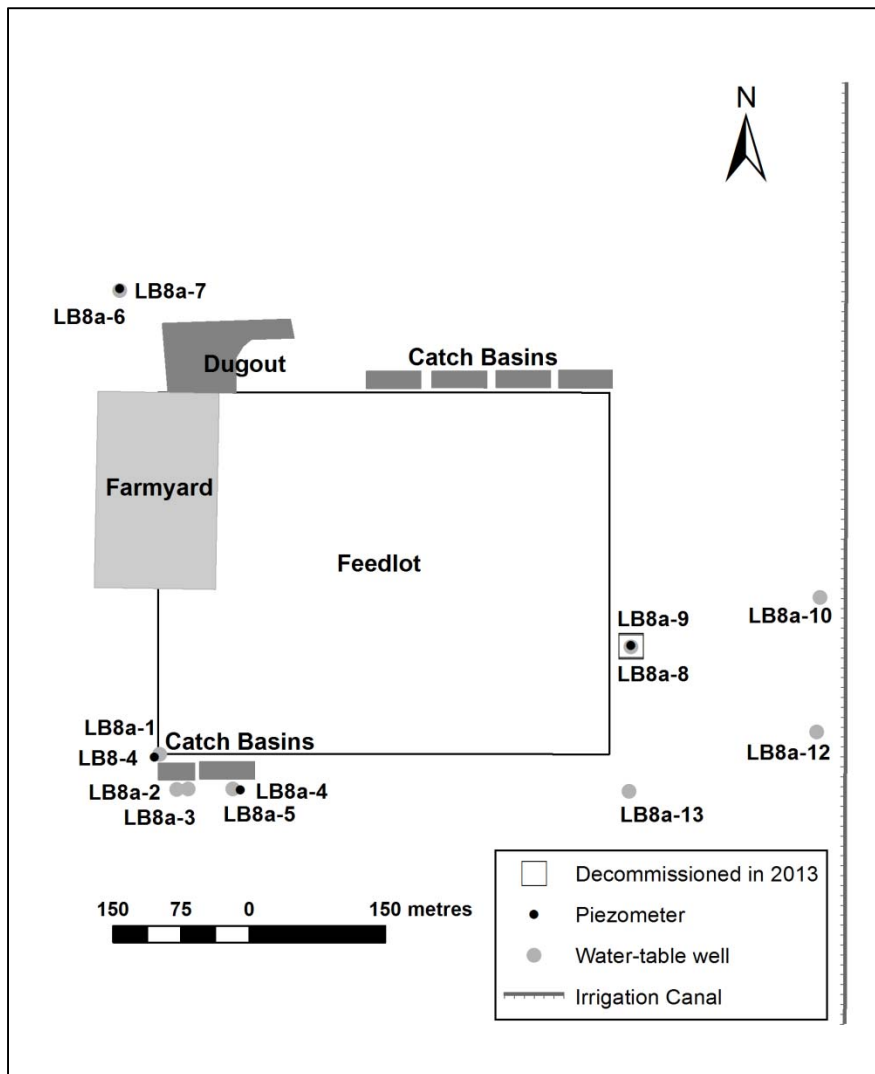 N
LB8a-7
LB8a-6
Dugout
Catch Basins
Farmyard
Feedlot
LB8a-10
LB8a-9
LB8a-8
LB8a-1
Catch Basins
LB8-4
LB8a-12
LB8a-2
LB8a-4
LB8a-3
LB8a-5
LB8a-13
150 75 0 150 metres
Decommissioned in 2013
Piezometer
Water-table well
Irrigation Canal